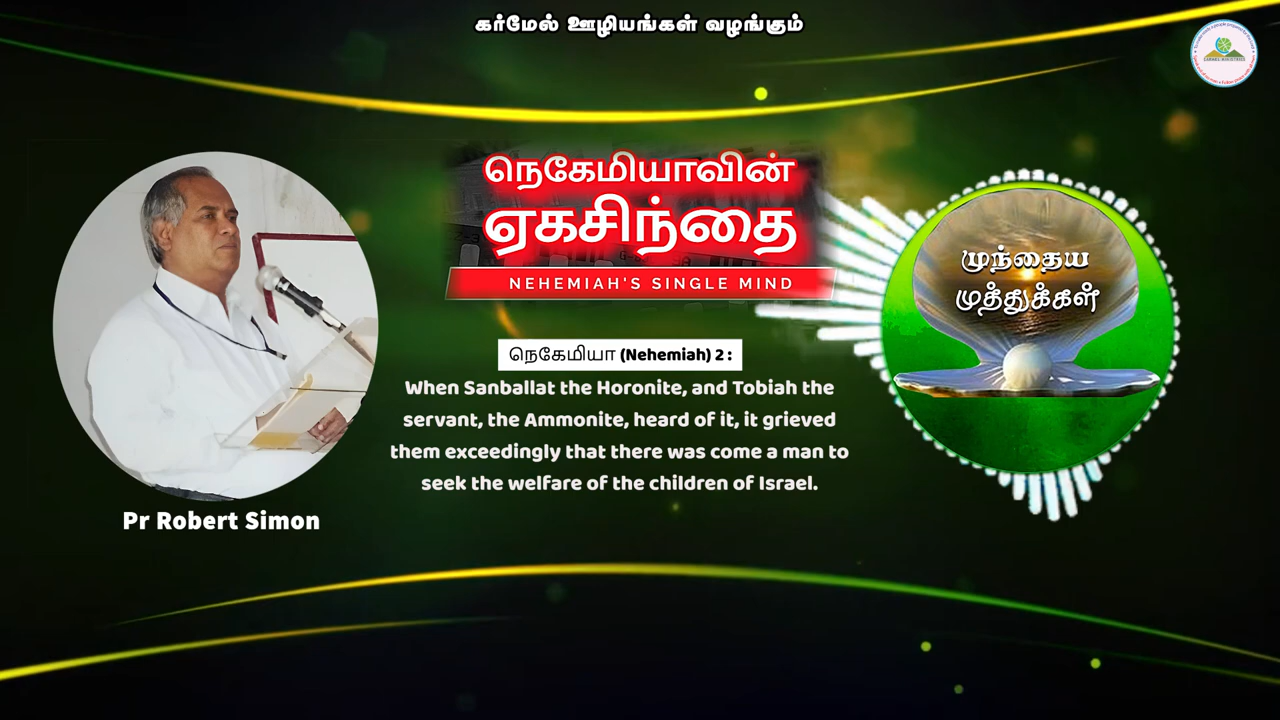 கர்மேல் ஊழியங்கள் வழங்கும்
CARMEL MINISTRIES
நெகேமியாவின்
ஏகசிந்தை
NEHEMIAH'S SINGLE MIND
முந்தைய
முத்துக்கள்
நெகேமியா (Nehemiah) 2 :
When Sanballat the Horonite, and Tobiah the
servant, the Ammonite, heard of it, it grieved
them exceedingly that there was come a man to
seek the welfare of the children of Israel.
Pr Robert Simon